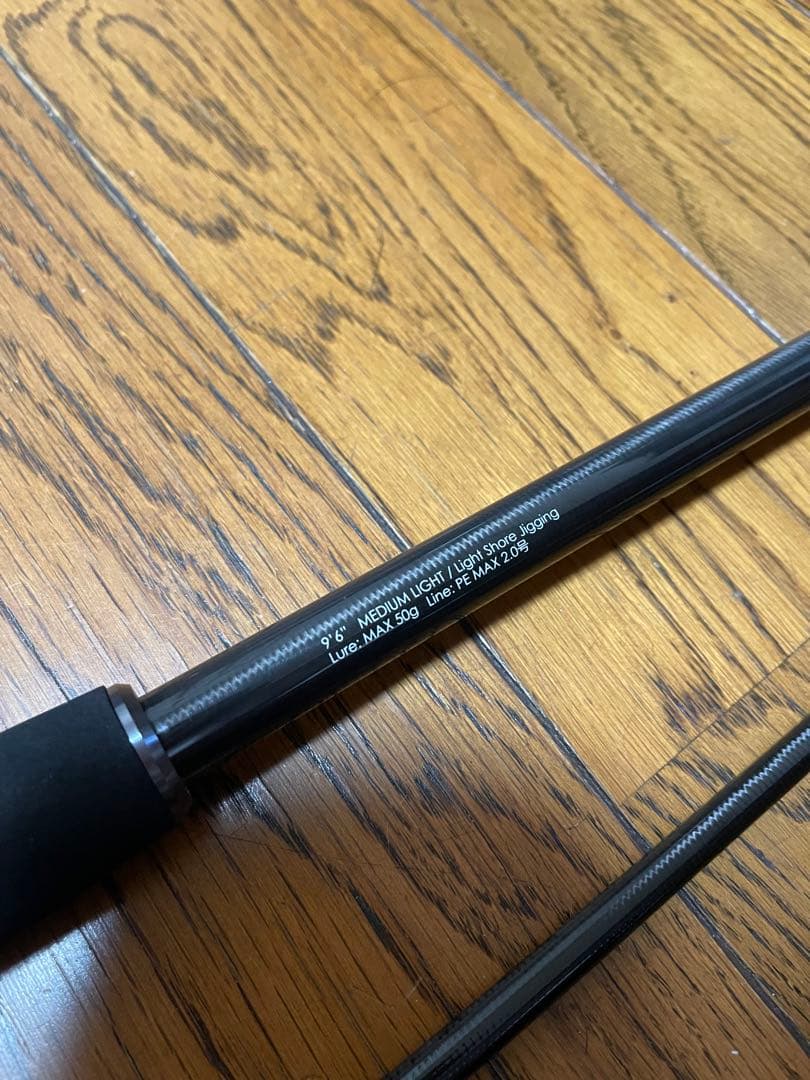 9'6" MEDIUM LIGHT / Light Shore Jigging
Lure: MAX 50g Line: PE MAX 2.0号